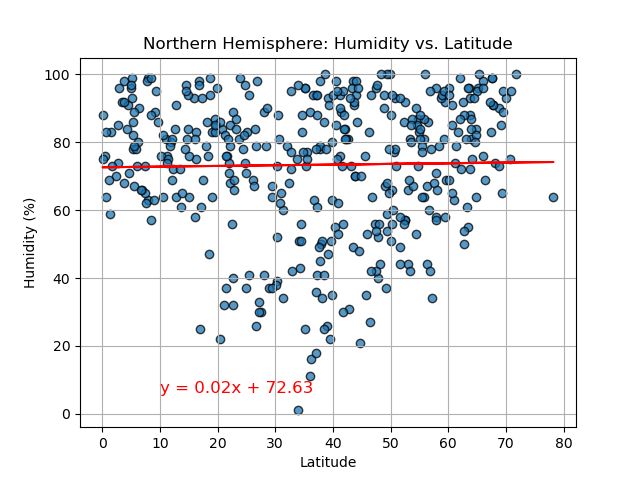 Northern Hemisphere: Humidity vs. Latitude
Humidity (%)
100
80
60
40
20
0
y = 0.02x + 72.63
0 10 20 30 40 50 60 70 80
Latitude